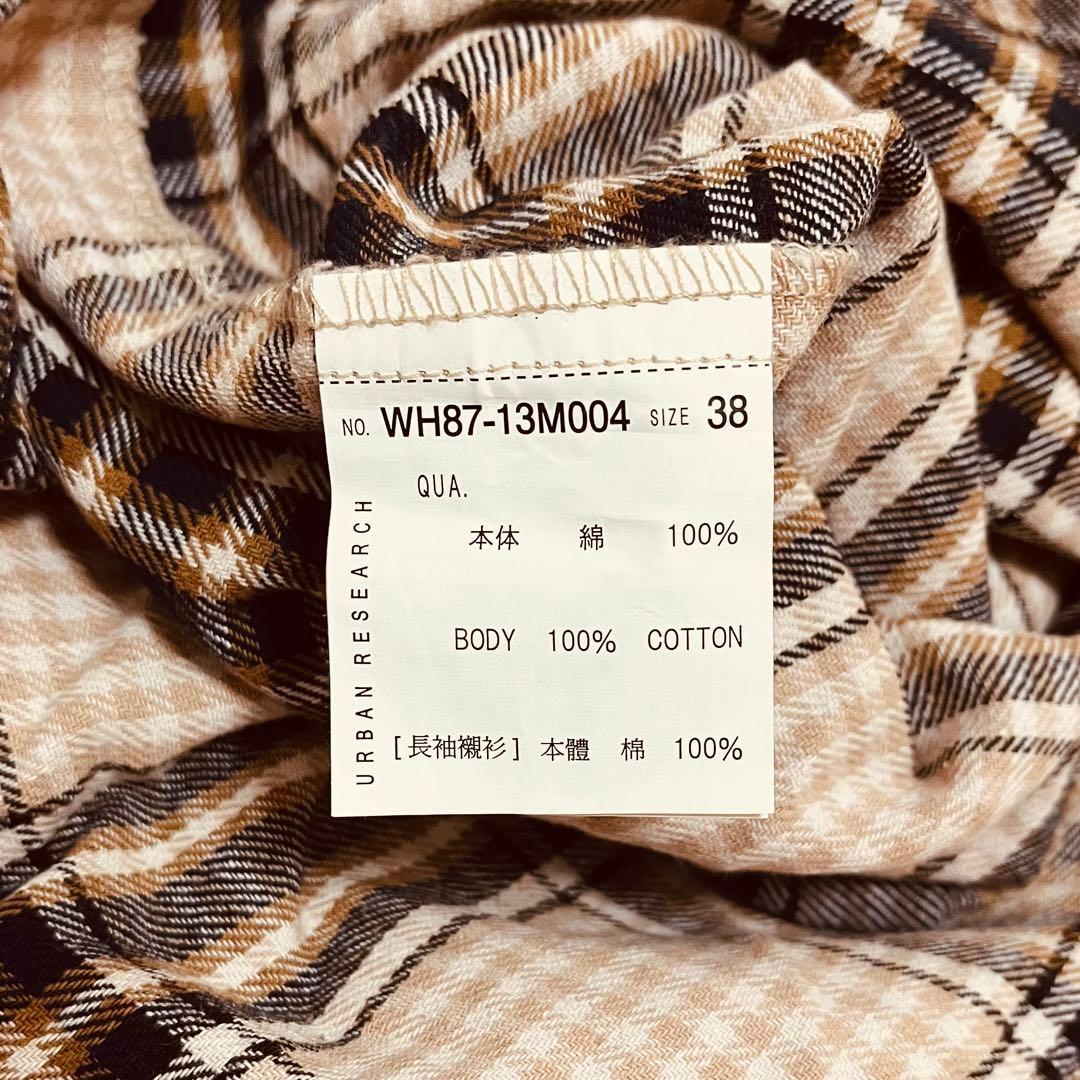 NO. WH87-13M004 SIZE 38
QUA.
本体 綿 100%
BODY 100% COTTON
[長袖襯衫] 本體 棉 100%
URBAN RESEARCH